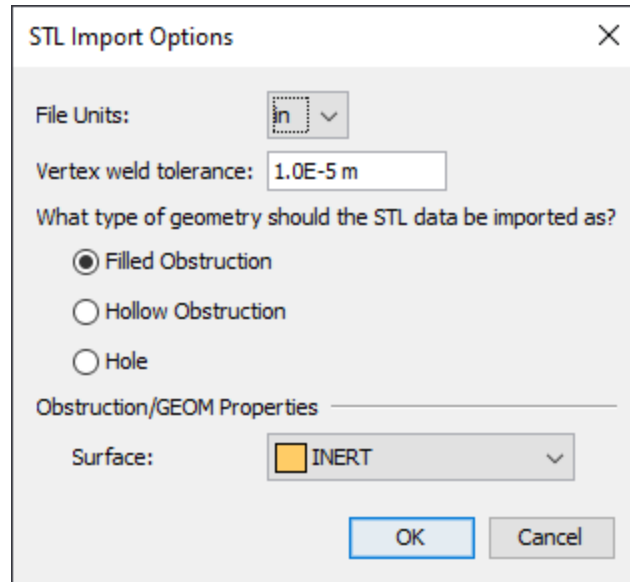 STL Import Options
File Units: in
Vertex weld tolerance: 1.0E-5 m
What type of geometry should the STL data be imported as?
Filled Obstruction
Hollow Obstruction
Hole
Obstruction/GEOM Properties
Surface: INERT
OK Cancel